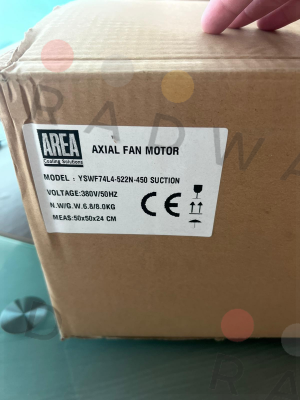 AREA
Cooling Solutions
AXIAL FAN MOTOR
MODEL : YSWF74L4-522N-450 SUCTION
VOLTAGE:380V/50HZ
N.W/G.W.6.8/8.0KG
MEAS:50x50x24 CM
CE
RADWA